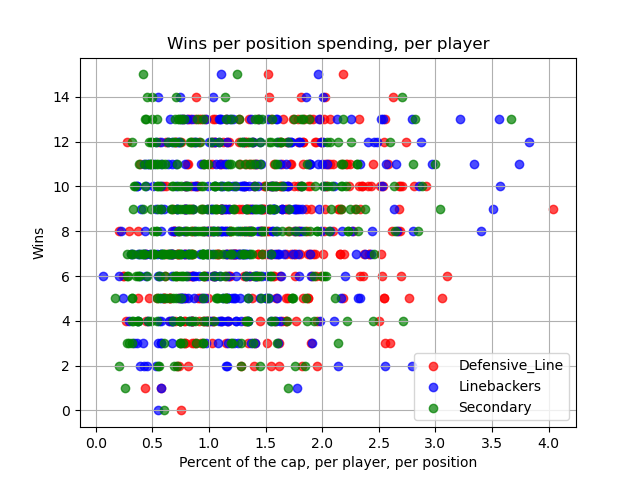 Wins per position spending, per player
Wins
14
12
10
8
6
4
2
0
Defensive_Line
Linebackers
Secondary
0.0 0.5 1.0 1.5 2.0 2.5 3.0 3.5 4.0
Percent of the cap, per player, per position